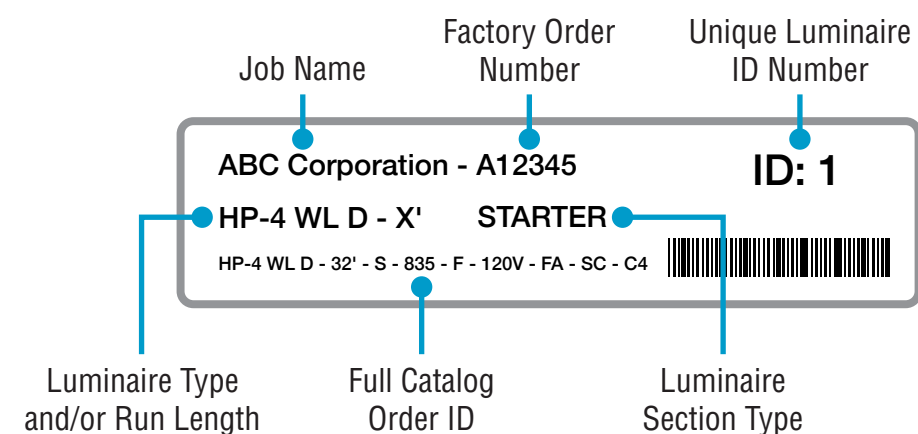 Factory Order
Number
Unique Luminaire
ID Number
Job Name
ABC Corporation - A12345
ID: 1
HP-4 WL D - X'
STARTER
HP-4 WL D - 32' - S - 835 - F - 120V - FA - SC - C4
Luminaire Type
and/or Run Length
Full Catalog
Order ID
Luminaire
Section Type